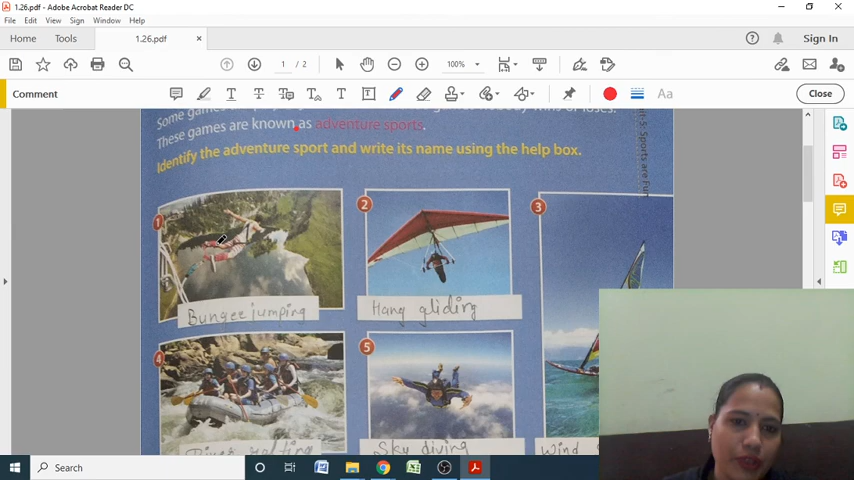 1.26.pdf - Adobe Acrobat Reader DC
File Edit View Sign Window Help
Home Tools 1.26.pdf × Sign In
1 / 2 100%
Comment Aa Close
These games are known as adventure sports.
Identify the adventure sport and write its name using the help box.
1 2 3
Bungee jumping Hang gliding
4 5
River rafting Sky diving Wind
Search